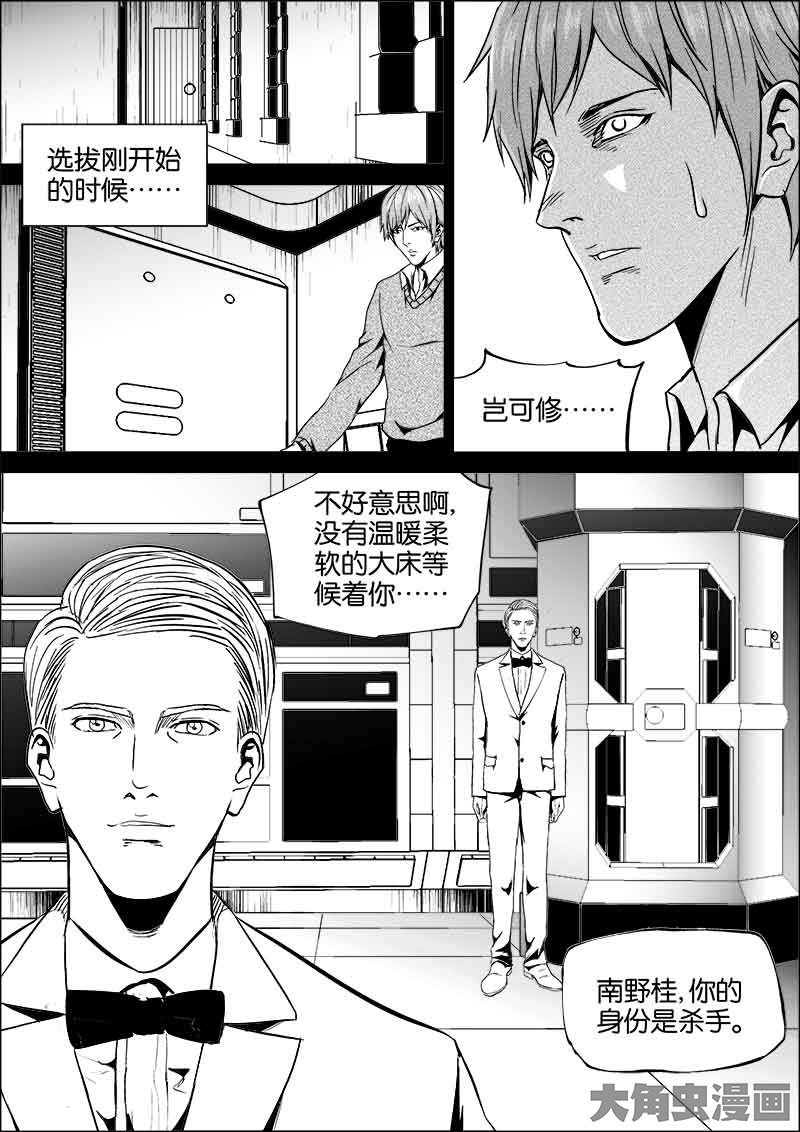 选拔刚开始
的时候……
岂可修……
不好意思啊，
没有温暖柔
软的大床等
候着你……
南野桂，你的
身份是杀手。
大角虫漫画